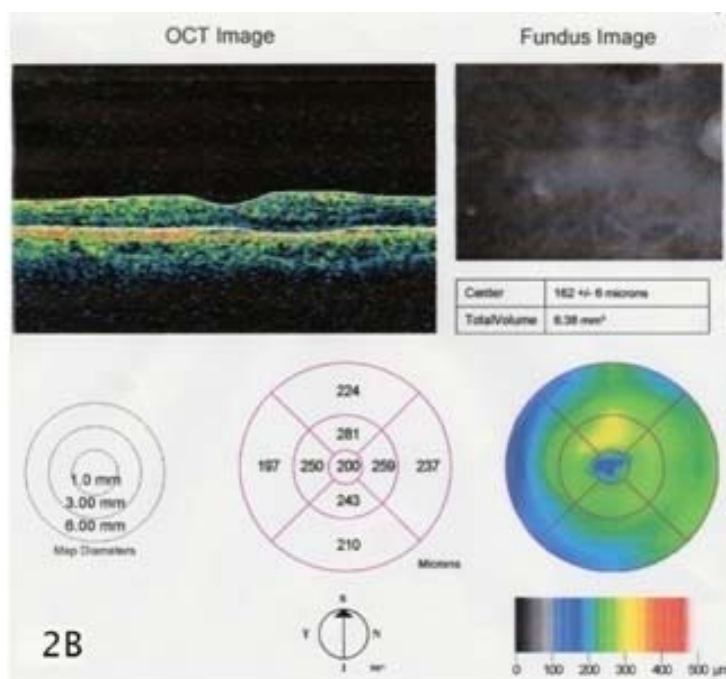 OCT Image
Fundus Image
Center 162 +/- 6 microns
TotalVolume 6.38 mm³
224
281
197 250 200 259 237
243
210
Microns
1.0 mm
3.00 mm
6.00 mm
Map Diameters
S
T N
I
0 100 200 300 400 500 µm
2B